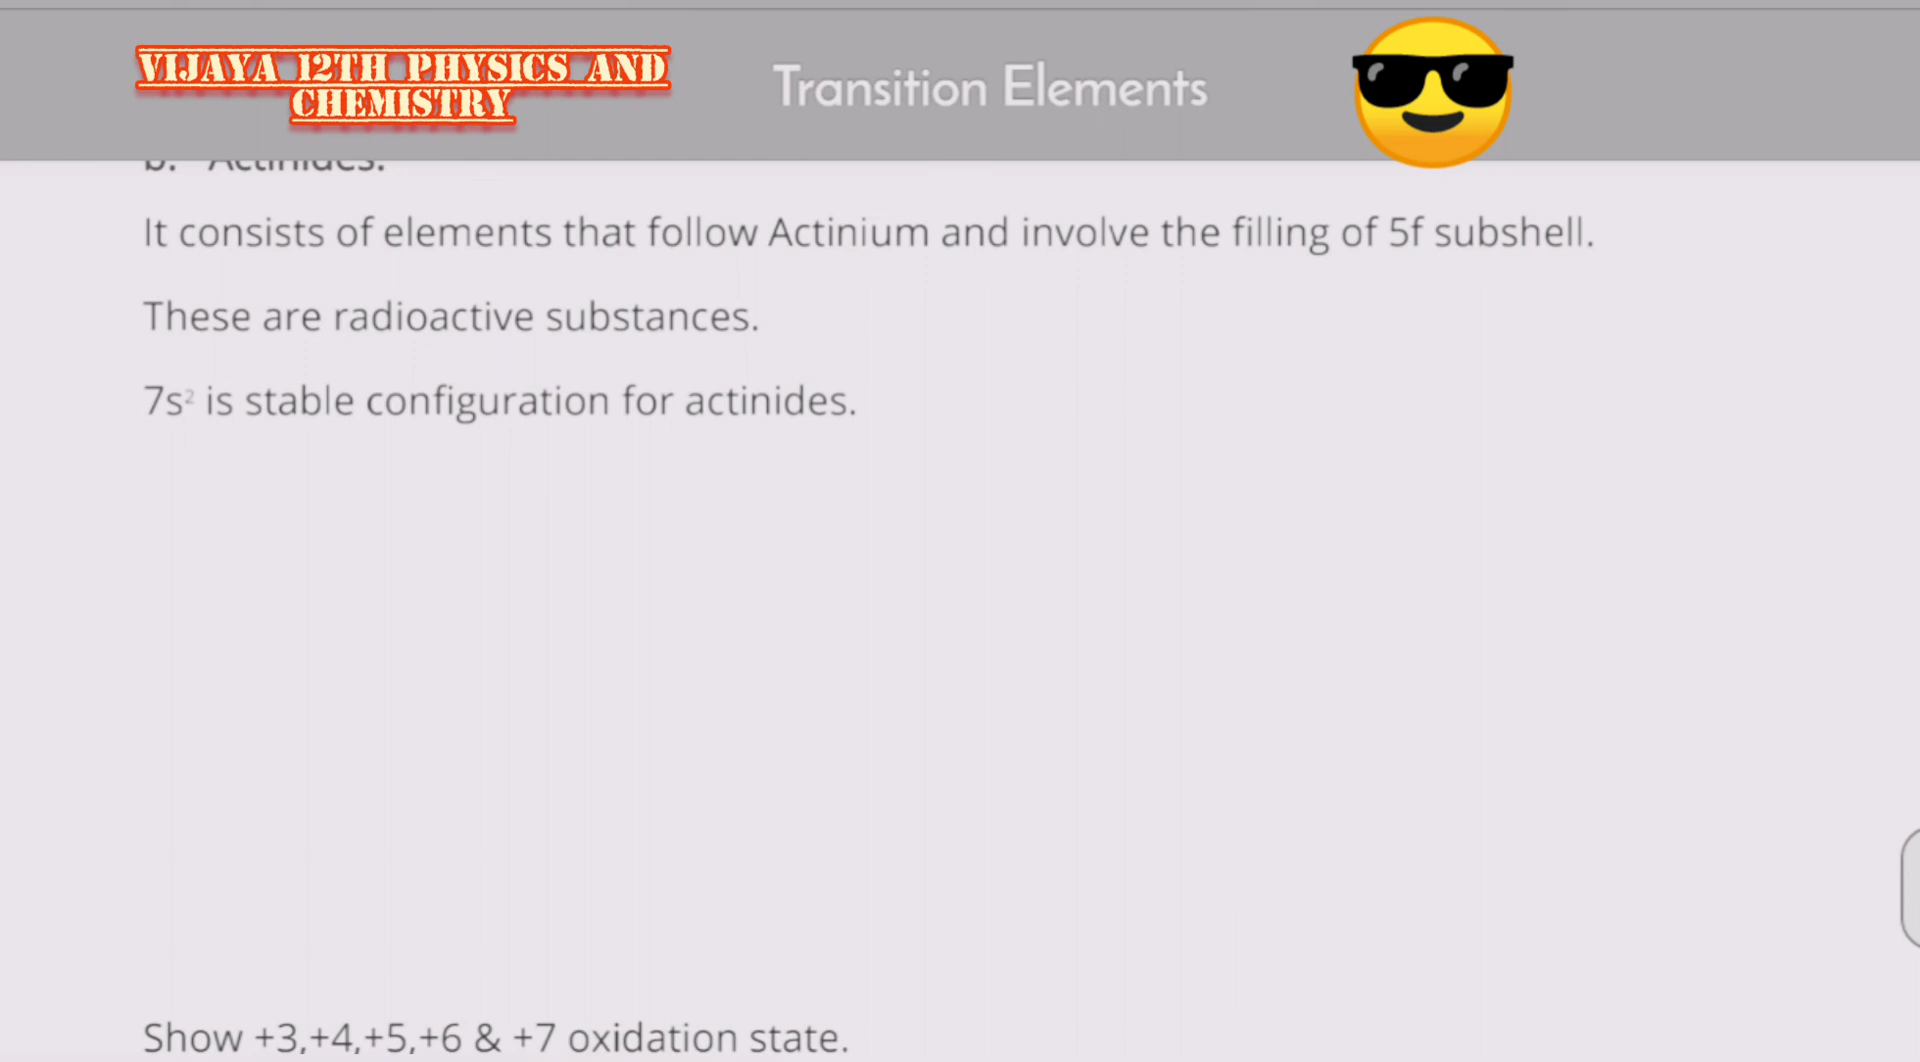 VIJAYA 12TH PHYSICS AND
CHEMISTRY
Transition Elements
b. Actinides.
It consists of elements that follow Actinium and involve the filling of 5f subshell.
These are radioactive substances.
7s² is stable configuration for actinides.
Show +3,+4,+5,+6 & +7 oxidation state.